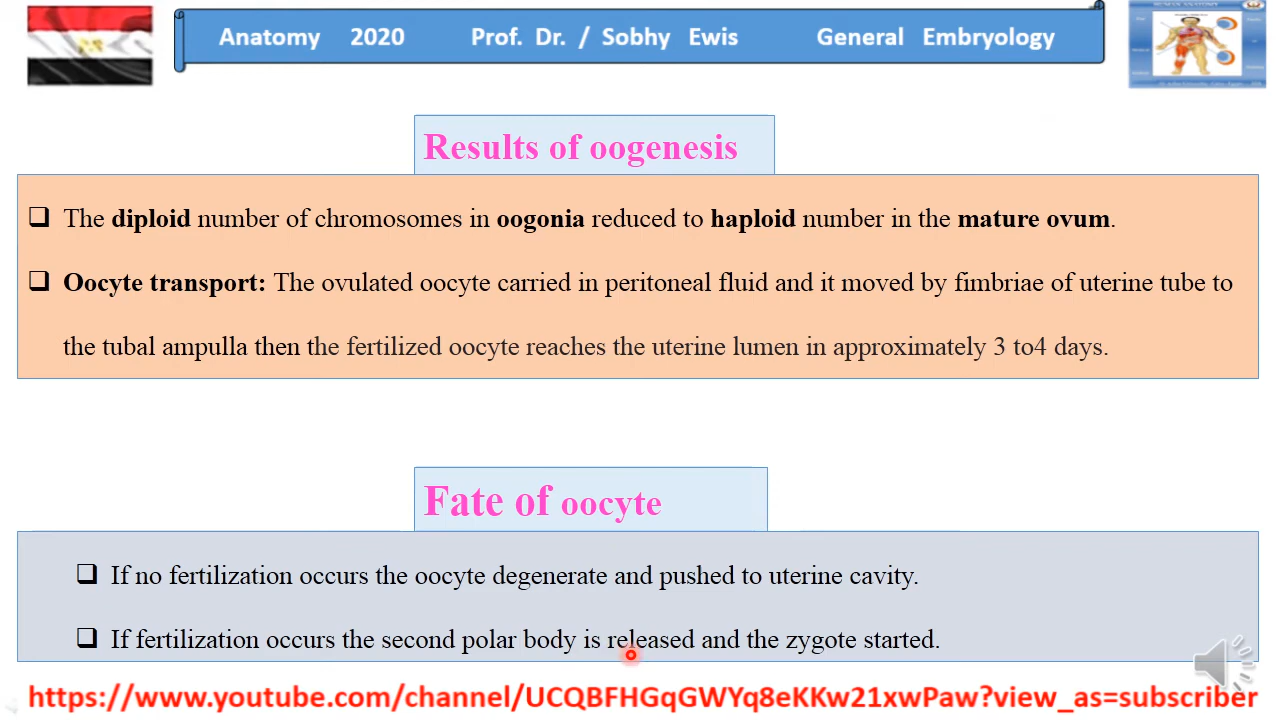 Anatomy 2020 Prof. Dr. / Sobhy Ewis General Embryology
Results of oogenesis
❑ The diploid number of chromosomes in oogonia reduced to haploid number in the mature ovum.
❑ Oocyte transport: The ovulated oocyte carried in peritoneal fluid and it moved by fimbriae of uterine tube to
the tubal ampulla then the fertilized oocyte reaches the uterine lumen in approximately 3 to4 days.
Fate of oocyte
❑ If no fertilization occurs the oocyte degenerate and pushed to uterine cavity.
❑ If fertilization occurs the second polar body is released and the zygote started.
https://www.youtube.com/channel/UCQBFHGqGWYq8eKKw21xwPaw?view_as=subscriber